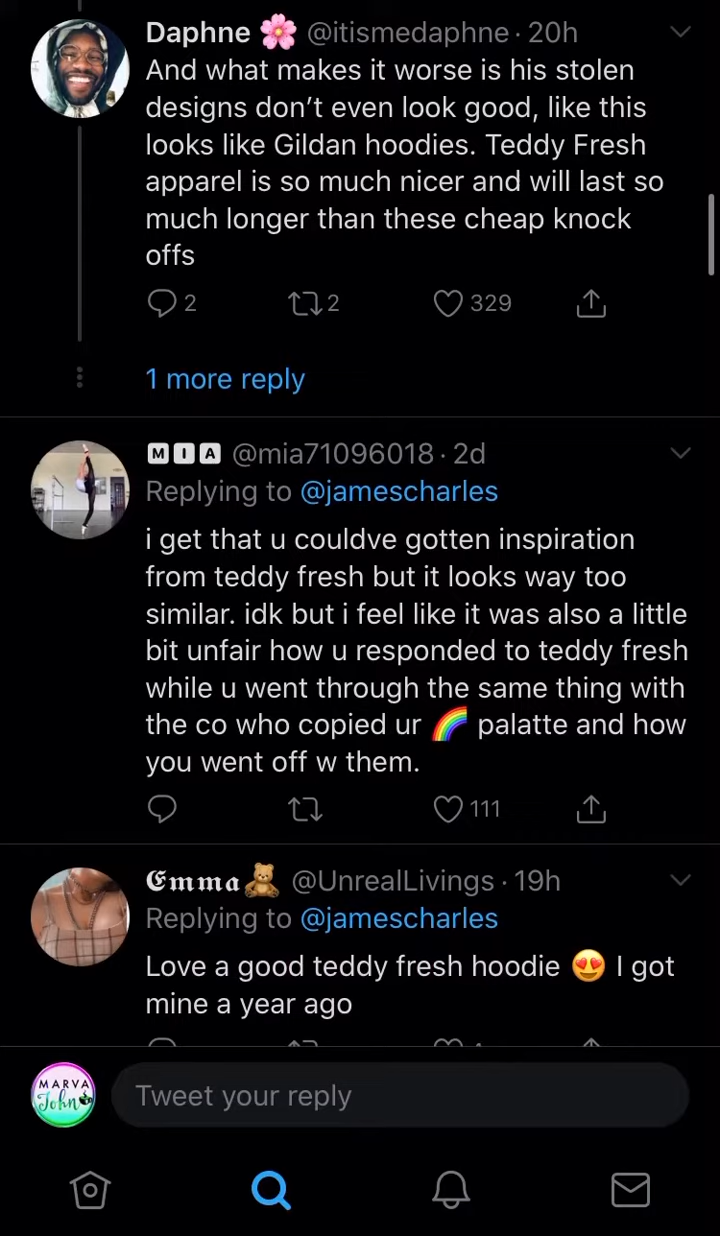 Daphne 🌸 @itismedaphne · 20h
And what makes it worse is his stolen
designs don’t even look good, like this
looks like Gildan hoodies. Teddy Fresh
apparel is so much nicer and will last so
much longer than these cheap knock
offs
2 2 329
1 more reply
🅼🅸🅰 @mia71096018 · 2d
Replying to @jamescharles
i get that u couldve gotten inspiration
from teddy fresh but it looks way too
similar. idk but i feel like it was also a little
bit unfair how u responded to teddy fresh
while u went through the same thing with
the co who copied ur 🌈 palatte and how
you went off w them.
111
𝕰𝖒𝖒𝖆🧸 @UnrealLivings · 19h
Replying to @jamescharles
Love a good teddy fresh hoodie 😍 I got
mine a year ago
MARVA
John
Tweet your reply